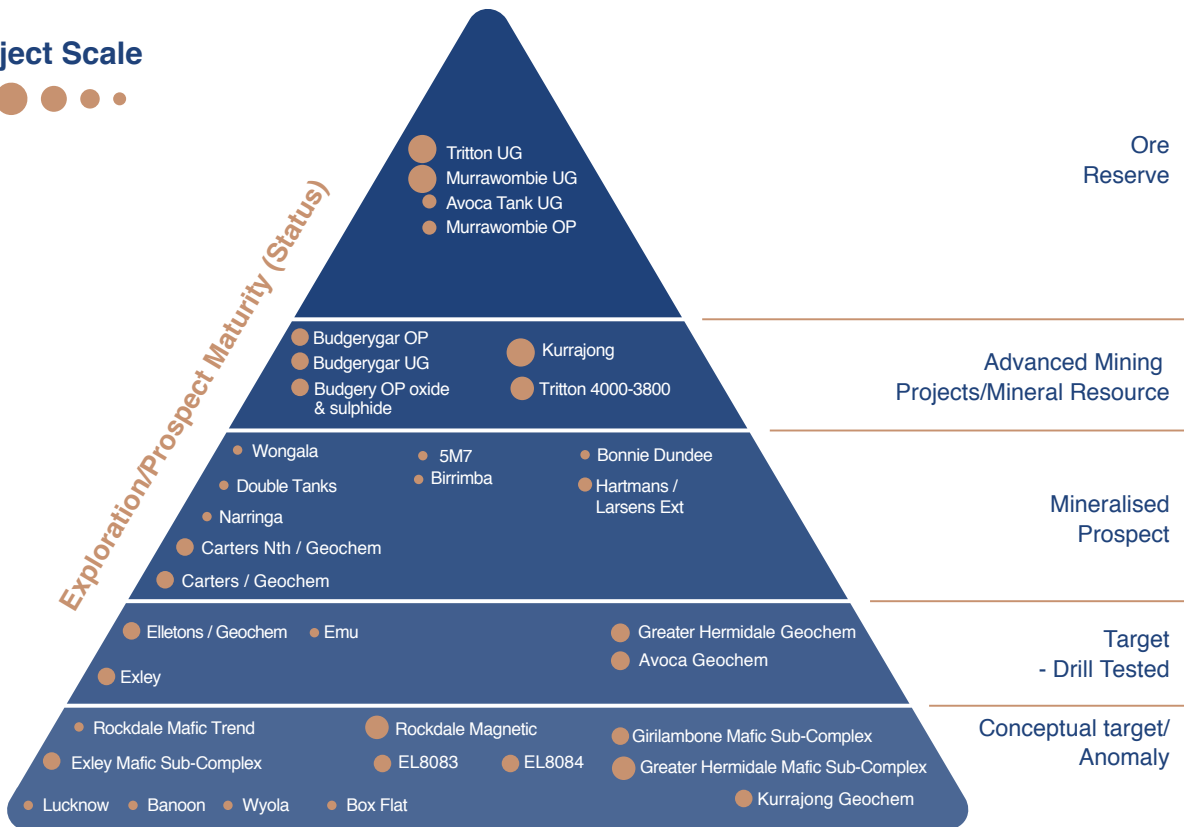 ject Scale
Exploration/Prospect Maturity (Status)
Tritton UG
Murrawombie UG
Avoca Tank UG
Murrawombie OP
Ore
Reserve
Budgerygar OP
Budgerygar UG
Budgery OP oxide
& sulphide
Kurrajong
Tritton 4000-3800
Advanced Mining
Projects/Mineral Resource
Wongala
Double Tanks
Narringa
Carters Nth / Geochem
Carters / Geochem
5M7
Birrimba
Bonnie Dundee
Hartmans /
Larsens Ext
Mineralised
Prospect
Elletons / Geochem
Emu
Exley
Greater Hermidale Geochem
Avoca Geochem
Target
- Drill Tested
Rockdale Mafic Trend
Rockdale Magnetic
Girilambone Mafic Sub-Complex
Exley Mafic Sub-Complex
EL8083
EL8084
Greater Hermidale Mafic Sub-Complex
Lucknow
Banoon
Wyola
Box Flat
Kurrajong Geochem
Conceptual target/
Anomaly